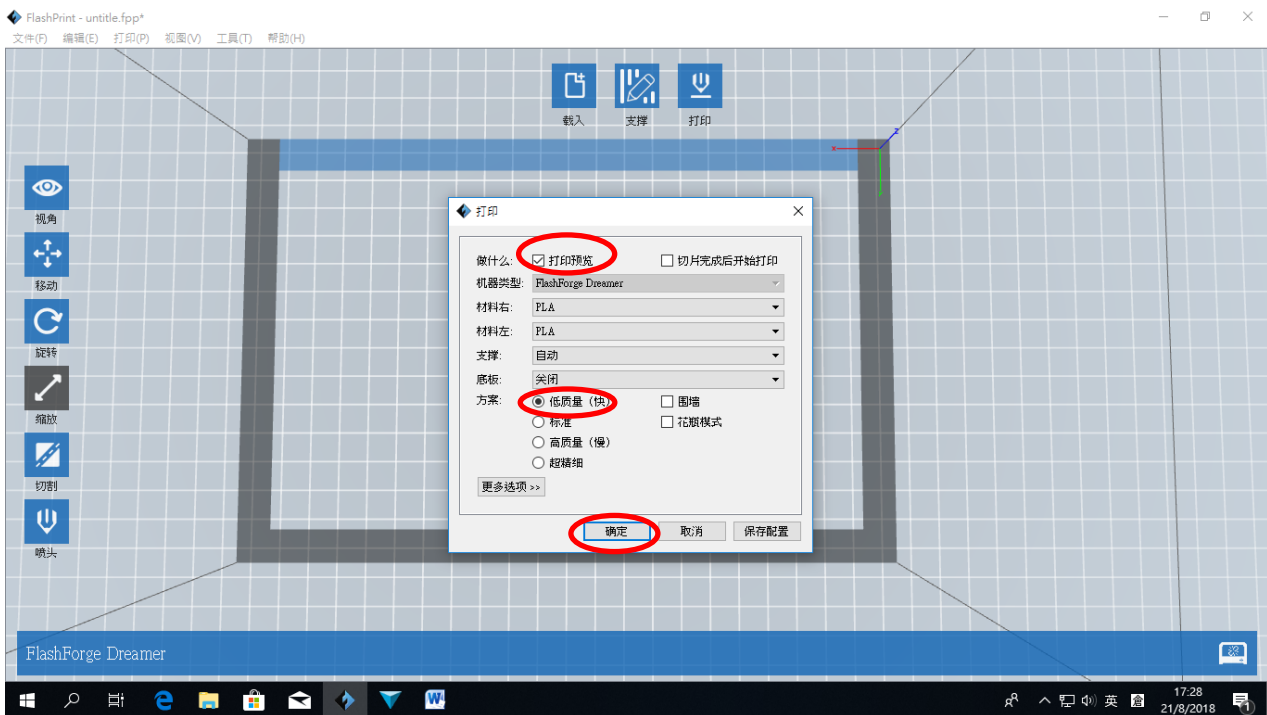 FlashPrint - untitle.fpp*
文件(F) 编辑(E) 打印(P) 视图(V) 工具(T) 帮助(H)
载入 支撑 打印
z
x
视角
移动
旋转
缩放
切割
喷头
打印
做什么: 打印预览 切片完成后开始打印
机器类型: FlashForge Dreamer
材料右: PLA
材料左: PLA
支撑: 自动
底板: 关闭
方案: 低质量（快） 围墙
标准 花瓶模式
高质量（慢）
超精细
更多选项 >>
确定 取消 保存配置
FlashForge Dreamer
英 倉 17:28
21/8/2018 1